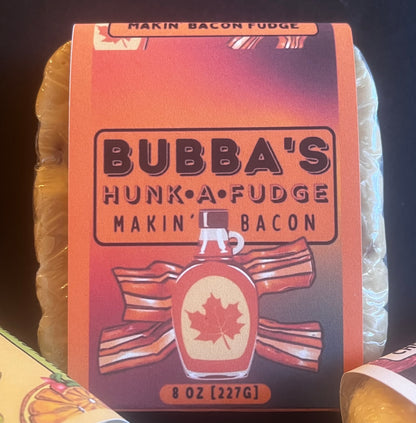 MAKIN' BACON FUDGE
BUBBA'S
HUNK•A•FUDGE
MAKIN' BACON
8 OZ [227G]